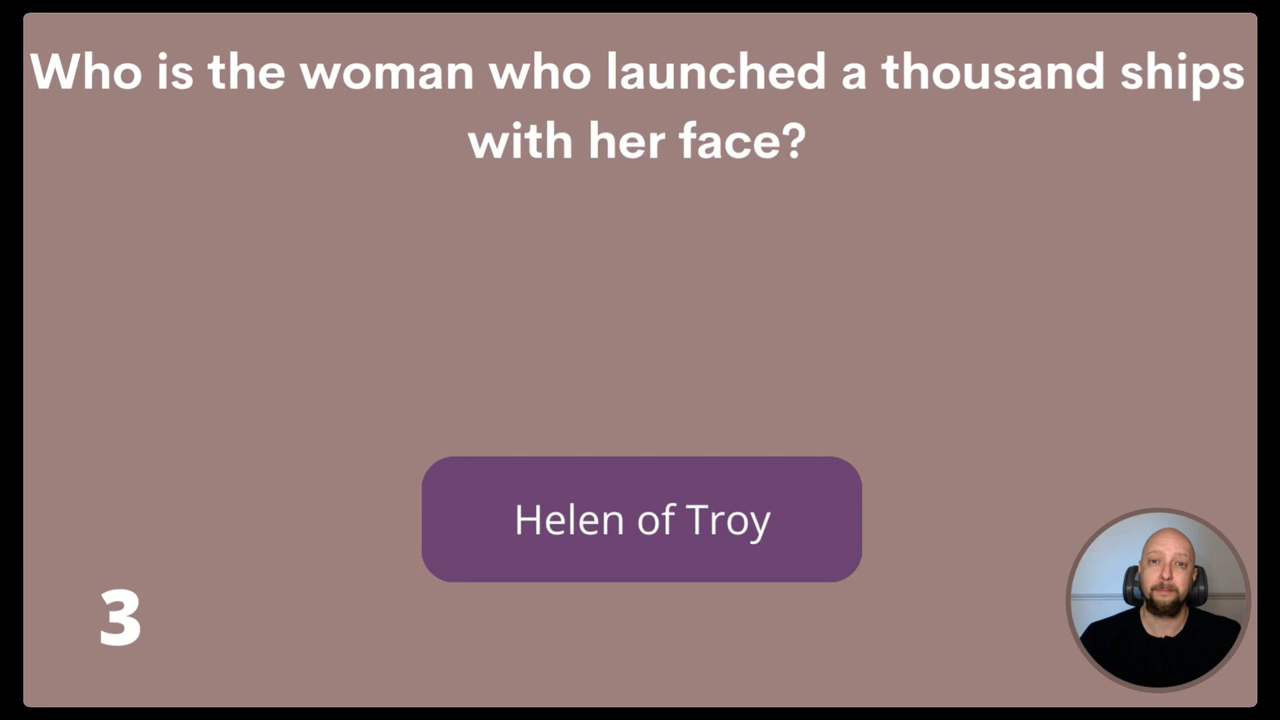 Who is the woman who launched a thousand ships
with her face?
Helen of Troy
3